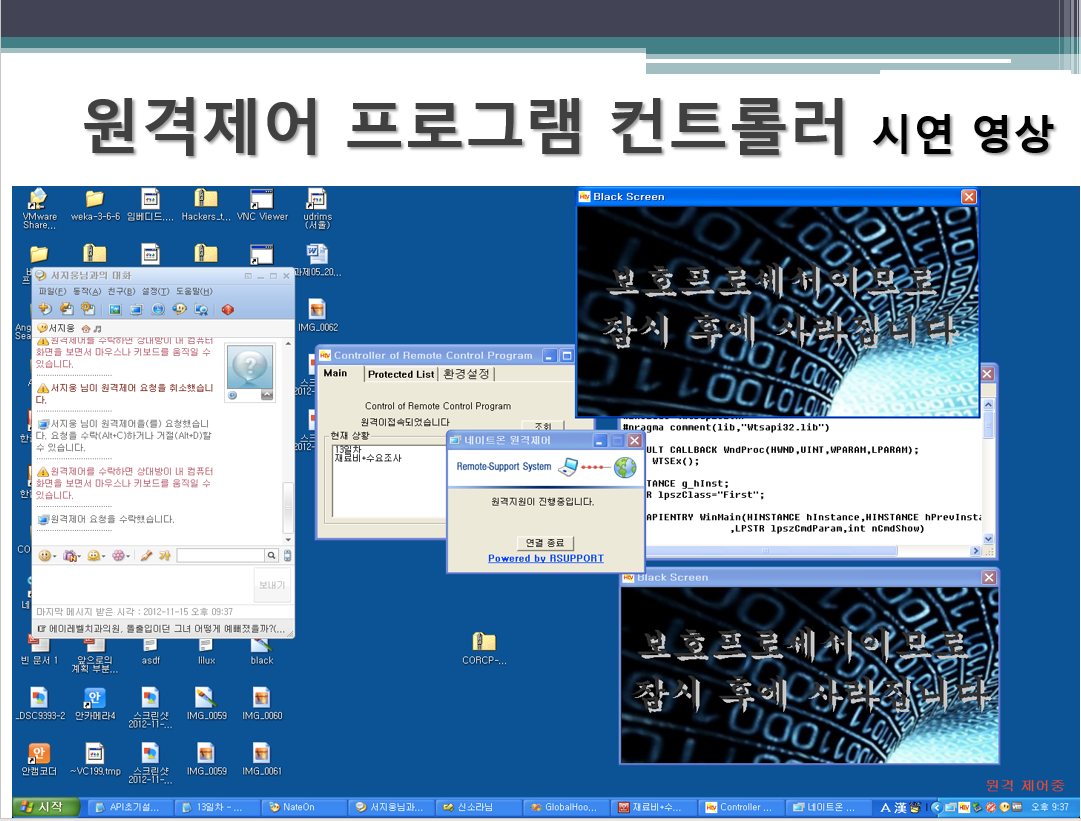 원격제어 프로그램 컨트롤러 시연 영상
VMware Share...
weka-3-6-6
임베디드,...
Hackers_t...
VNC Viewer
udrims (서울)
IMG_0062
서지웅님과의 대화
파일(F) 동작(A) 친구(B) 설정(T) 도움말(H)
서지웅
원격제어를 수락하면 상대방이 내 컴퓨터
화면을 보면서 마우스나 키보드를 움직일 수
있습니다.
서지웅 님이 원격제어 요청을 취소했습니
다.
서지웅 님이 원격제어을(를) 요청했습니
다. 요청을 수락(Alt+C)하거나 거절(Alt+D)할
수 있습니다.
원격제어를 수락하면 상대방이 내 컴퓨터
화면을 보면서 마우스나 키보드를 움직일 수
있습니다.
원격제어 요청을 수락했습니다.
보내기
마지막 메시지 받은 시각 : 2012-11-15 오후 09:37
에이레벨치과의원, 돌출입이던 그녀 어떻게 예뻐졌을까?(...
Controller of Remote Control Program
Main
Protected List
환경설정
Control of Remote Control Program
원격이접속되었습니다
조회
현재 상황
13일차
재료비+수요조사
네이트온 원격제어
Remote-Support System
원격지원이 진행중입니다.
연결 종료
Powered by RSUPPORT
Black Screen
보호프로세서이므로
잠시 후에 사라집니다
#pragma comment(lib,"Wtsapi32.lib")
ULT CALLBACK WndProc(HWND,UINT,WPARAM,LPARAM);
WTSEx();
TANCE g_hInst;
R lpszClass="First";
APIENTRY WinMain(HINSTANCE hInstance,HINSTANCE hPrevInsta
,LPSTR lpszCmdParam,int nCmdShow)
Black Screen
보호프로세서이므로
잠시 후에 사라집니다
CORCP-...
빈 문서 1
앞으로의 계획 부분...
asdf
lilux
black
_DSC9393-2
안카메라4
스크린샷 2012-11-...
IMG_0059
IMG_0060
안캠코더
~VC199,tmp
스크린샷 2012-11-...
IMG_0059
IMG_0061
원격 제어중
시작
API초기설...
13일차 - ...
NateOn
서지웅님과...
신소라님
GlobalHoo...
재료비+수...
Controller ...
네이트온 ...
A 漢
오후 9:37